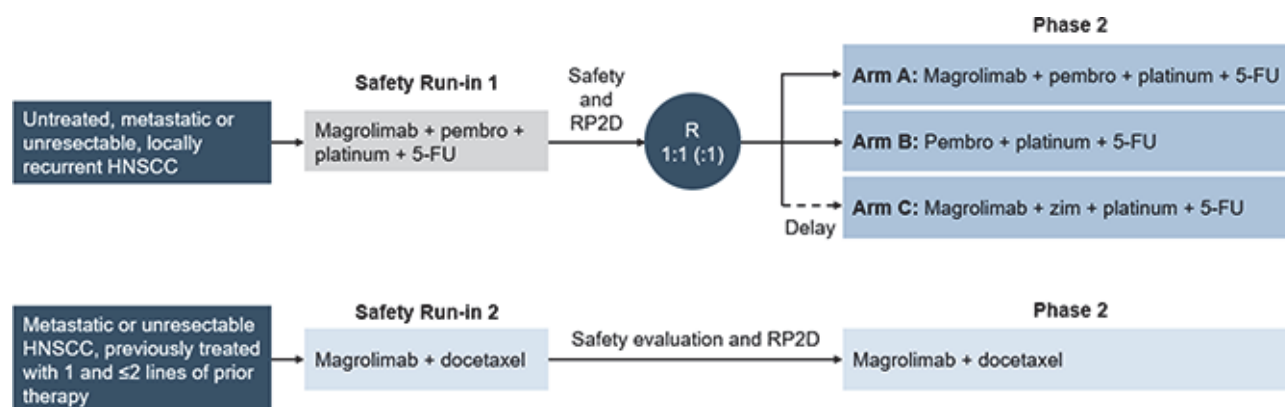 Phase 2
Safety Run-in 1
Safety
and
RP2D
Untreated, metastatic or
unresectable, locally
recurrent HNSCC
Magrolimab + pembro +
platinum + 5-FU
R
1:1 (:1)
Arm A: Magrolimab + pembro + platinum + 5-FU
Arm B: Pembro + platinum + 5-FU
Arm C: Magrolimab + zim + platinum + 5-FU
Delay
Safety Run-in 2
Phase 2
Metastatic or unresectable
HNSCC, previously treated
with 1 and ≤2 lines of prior
therapy
Magrolimab + docetaxel
Safety evaluation and RP2D
Magrolimab + docetaxel